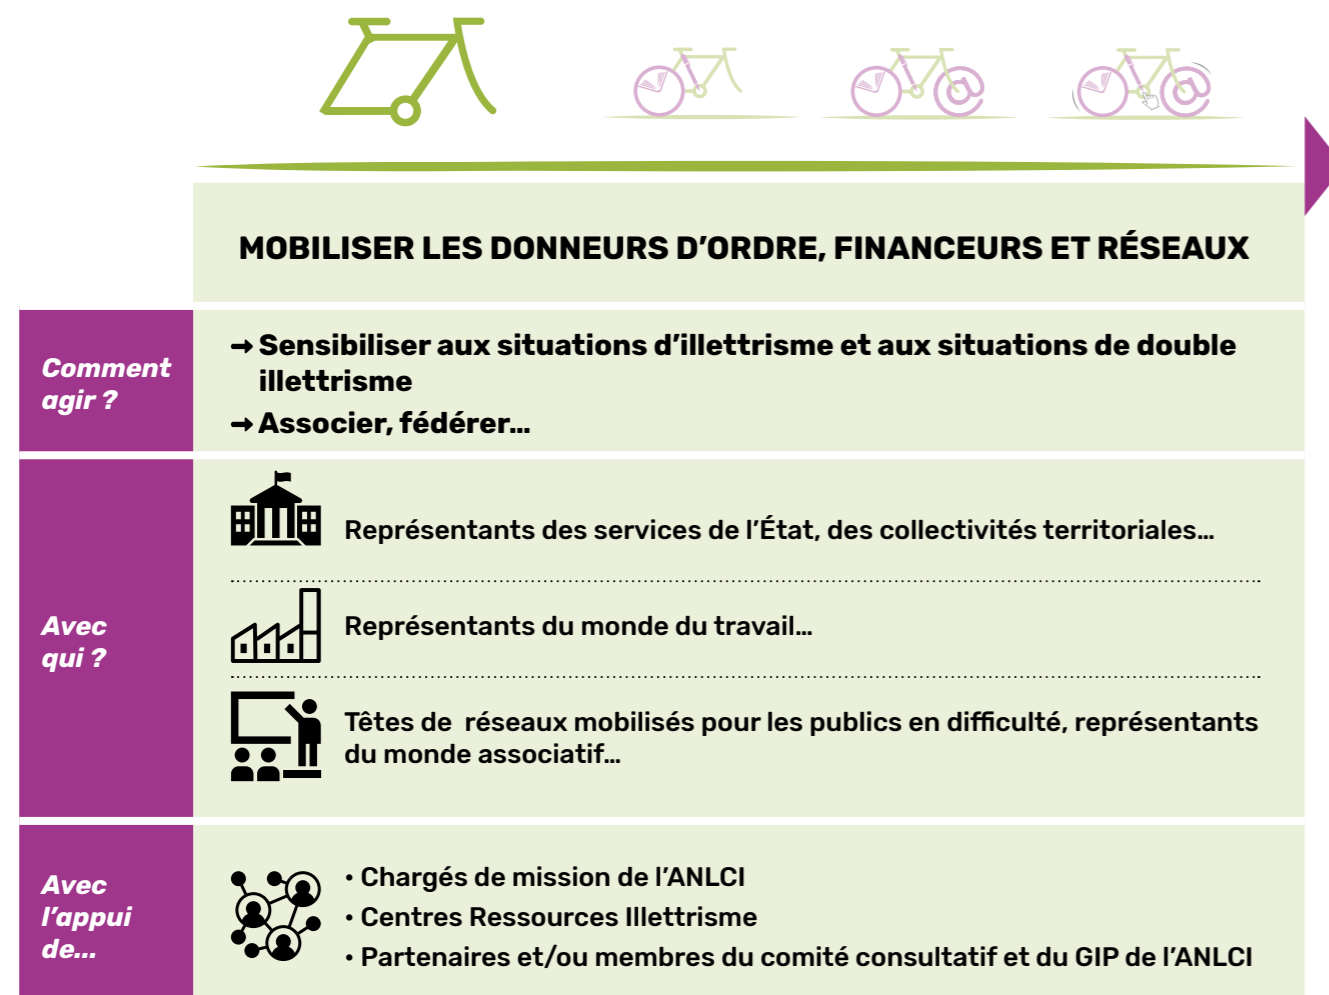 MOBILISER LES DONNEURS D’ORDRE, FINANCEURS ET RÉSEAUX
Comment
agir ?
→ Sensibiliser aux situations d’illettrisme et aux situations de double
illettrisme
→ Associer, fédérer…
Avec
qui ?
Représentants des services de l’État, des collectivités territoriales…
Représentants du monde du travail…
Têtes de réseaux mobilisés pour les publics en difficulté, représentants
du monde associatif…
Avec
l’appui
de…
• Chargés de mission de l’ANLCI
• Centres Ressources Illettrisme
• Partenaires et/ou membres du comité consultatif et du GIP de l’ANLCI